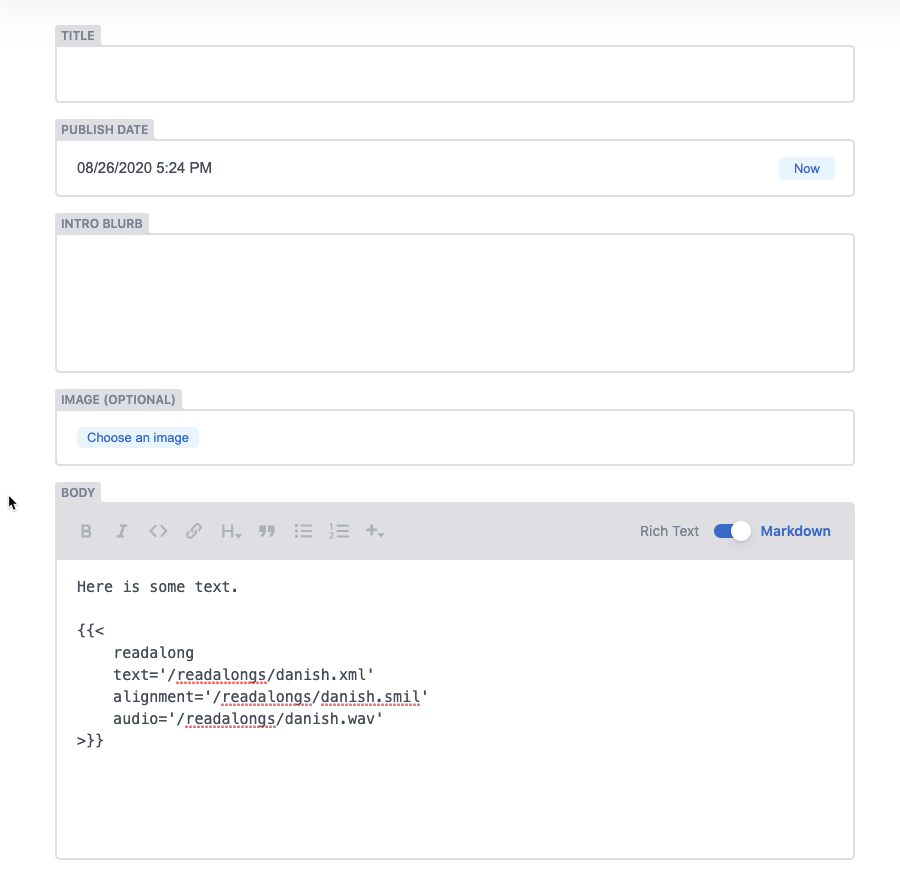 TITLE
PUBLISH DATE
08/26/2020 5:24 PM
Now
INTRO BLURB
IMAGE (OPTIONAL)
Choose an image
BODY
B I <> H Rich Text Markdown
Here is some text.
{{<
    readalong
    text='/readalongs/danish.xml'
    alignment='/readalongs/danish.smil'
    audio='/readalongs/danish.wav'
>}}